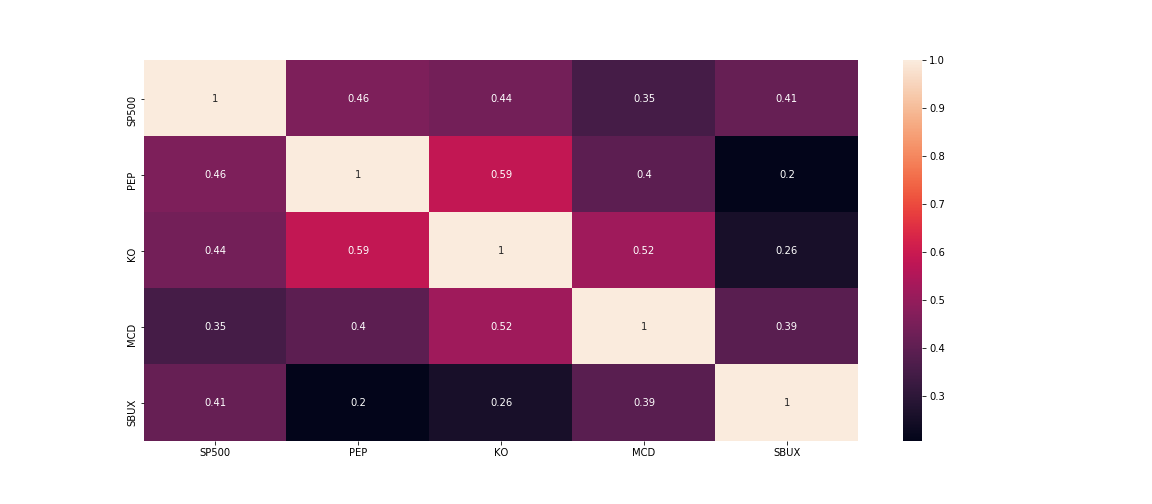 SP500 1 0.46 0.44 0.35 0.41
PEP 0.46 1 0.59 0.4 0.2
KO 0.44 0.59 1 0.52 0.26
MCD 0.35 0.4 0.52 1 0.39
SBUX 0.41 0.2 0.26 0.39 1
SP500 PEP KO MCD SBUX
1.0
0.9
0.8
0.7
0.6
0.5
0.4
0.3